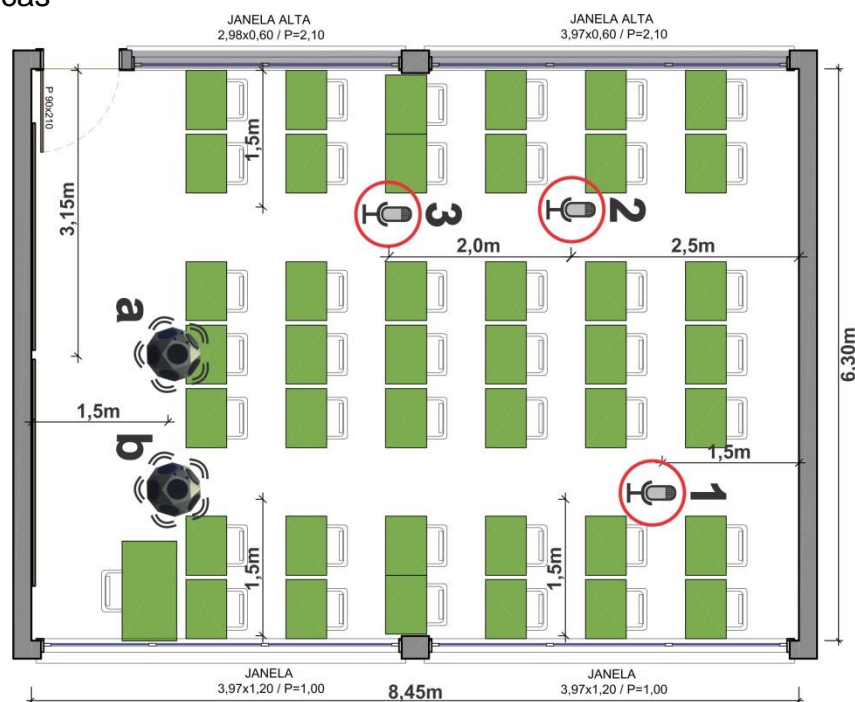 cas
JANELA ALTA
2,98x0,60 / P=2,10
JANELA ALTA
3,97x0,60 / P=2,10
P 90x210
1,5m
3,15m
3
2
2,0m
2,5m
a
6.30m
1,5m
b
1,5m
1
1,5m
1,5m
JANELA
3,97x1,20 / P=1,00
JANELA
3,97x1,20 / P=1,00
8,45m